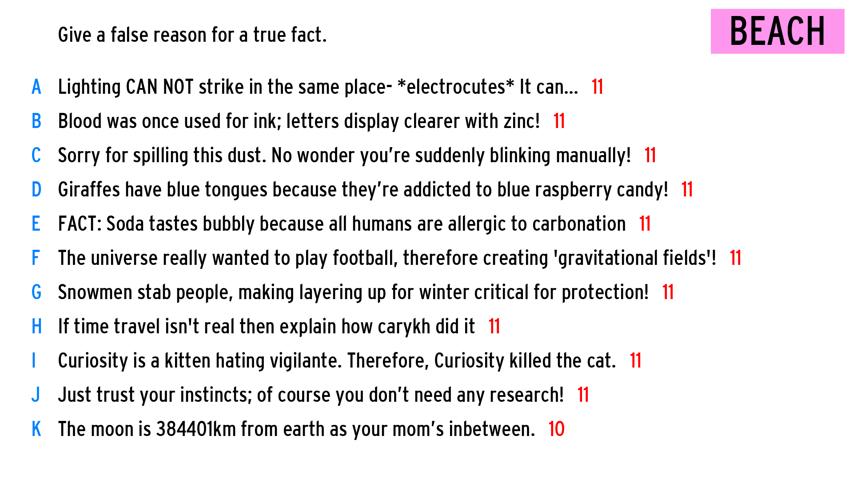 Give a false reason for a true fact.
BEACH
A Lighting CAN NOT strike in the same place- *electrocutes* It can... 11
B Blood was once used for ink; letters display clearer with zinc! 11
C Sorry for spilling this dust. No wonder you're suddenly blinking manually! 11
D Giraffes have blue tongues because they're addicted to blue raspberry candy! 11
E FACT: Soda tastes bubbly because all humans are allergic to carbonation 11
F The universe really wanted to play football, therefore creating 'gravitational fields'! 11
G Snowmen stab people, making layering up for winter critical for protection! 11
H If time travel isn't real then explain how carykh did it 11
I Curiosity is a kitten hating vigilante. Therefore, Curiosity killed the cat. 11
J Just trust your instincts; of course you don't need any research! 11
K The moon is 384401km from earth as your mom's inbetween. 10